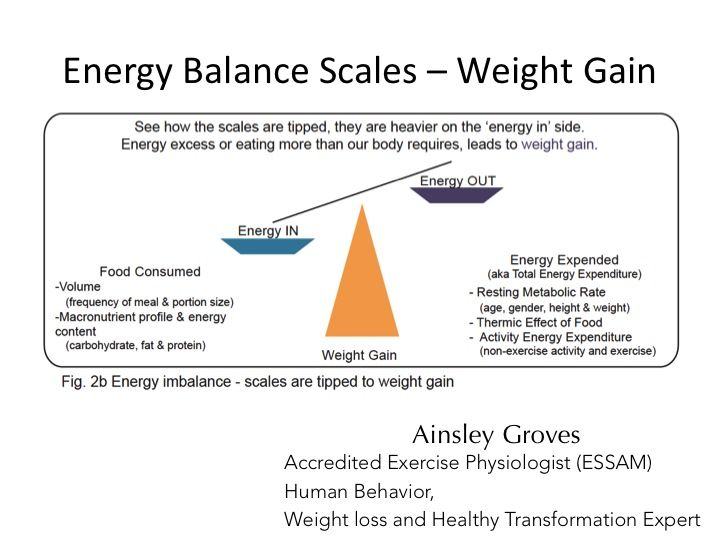 Energy Balance Scales – Weight Gain
See how the scales are tipped, they are heavier on the ‘energy in’ side.
Energy excess or eating more than our body requires, leads to weight gain.
Energy OUT
Energy IN
Food Consumed
-Volume
(frequency of meal & portion size)
-Macronutrient profile & energy
content
(carbohydrate, fat & protein)
Energy Expended
(aka Total Energy Expenditure)
- Resting Metabolic Rate
(age, gender, height & weight)
- Thermic Effect of Food
- Activity Energy Expenditure
(non-exercise activity and exercise)
Weight Gain
Fig. 2b Energy imbalance - scales are tipped to weight gain
Ainsley Groves
Accredited Exercise Physiologist (ESSAM)
Human Behavior,
Weight loss and Healthy Transformation Expert